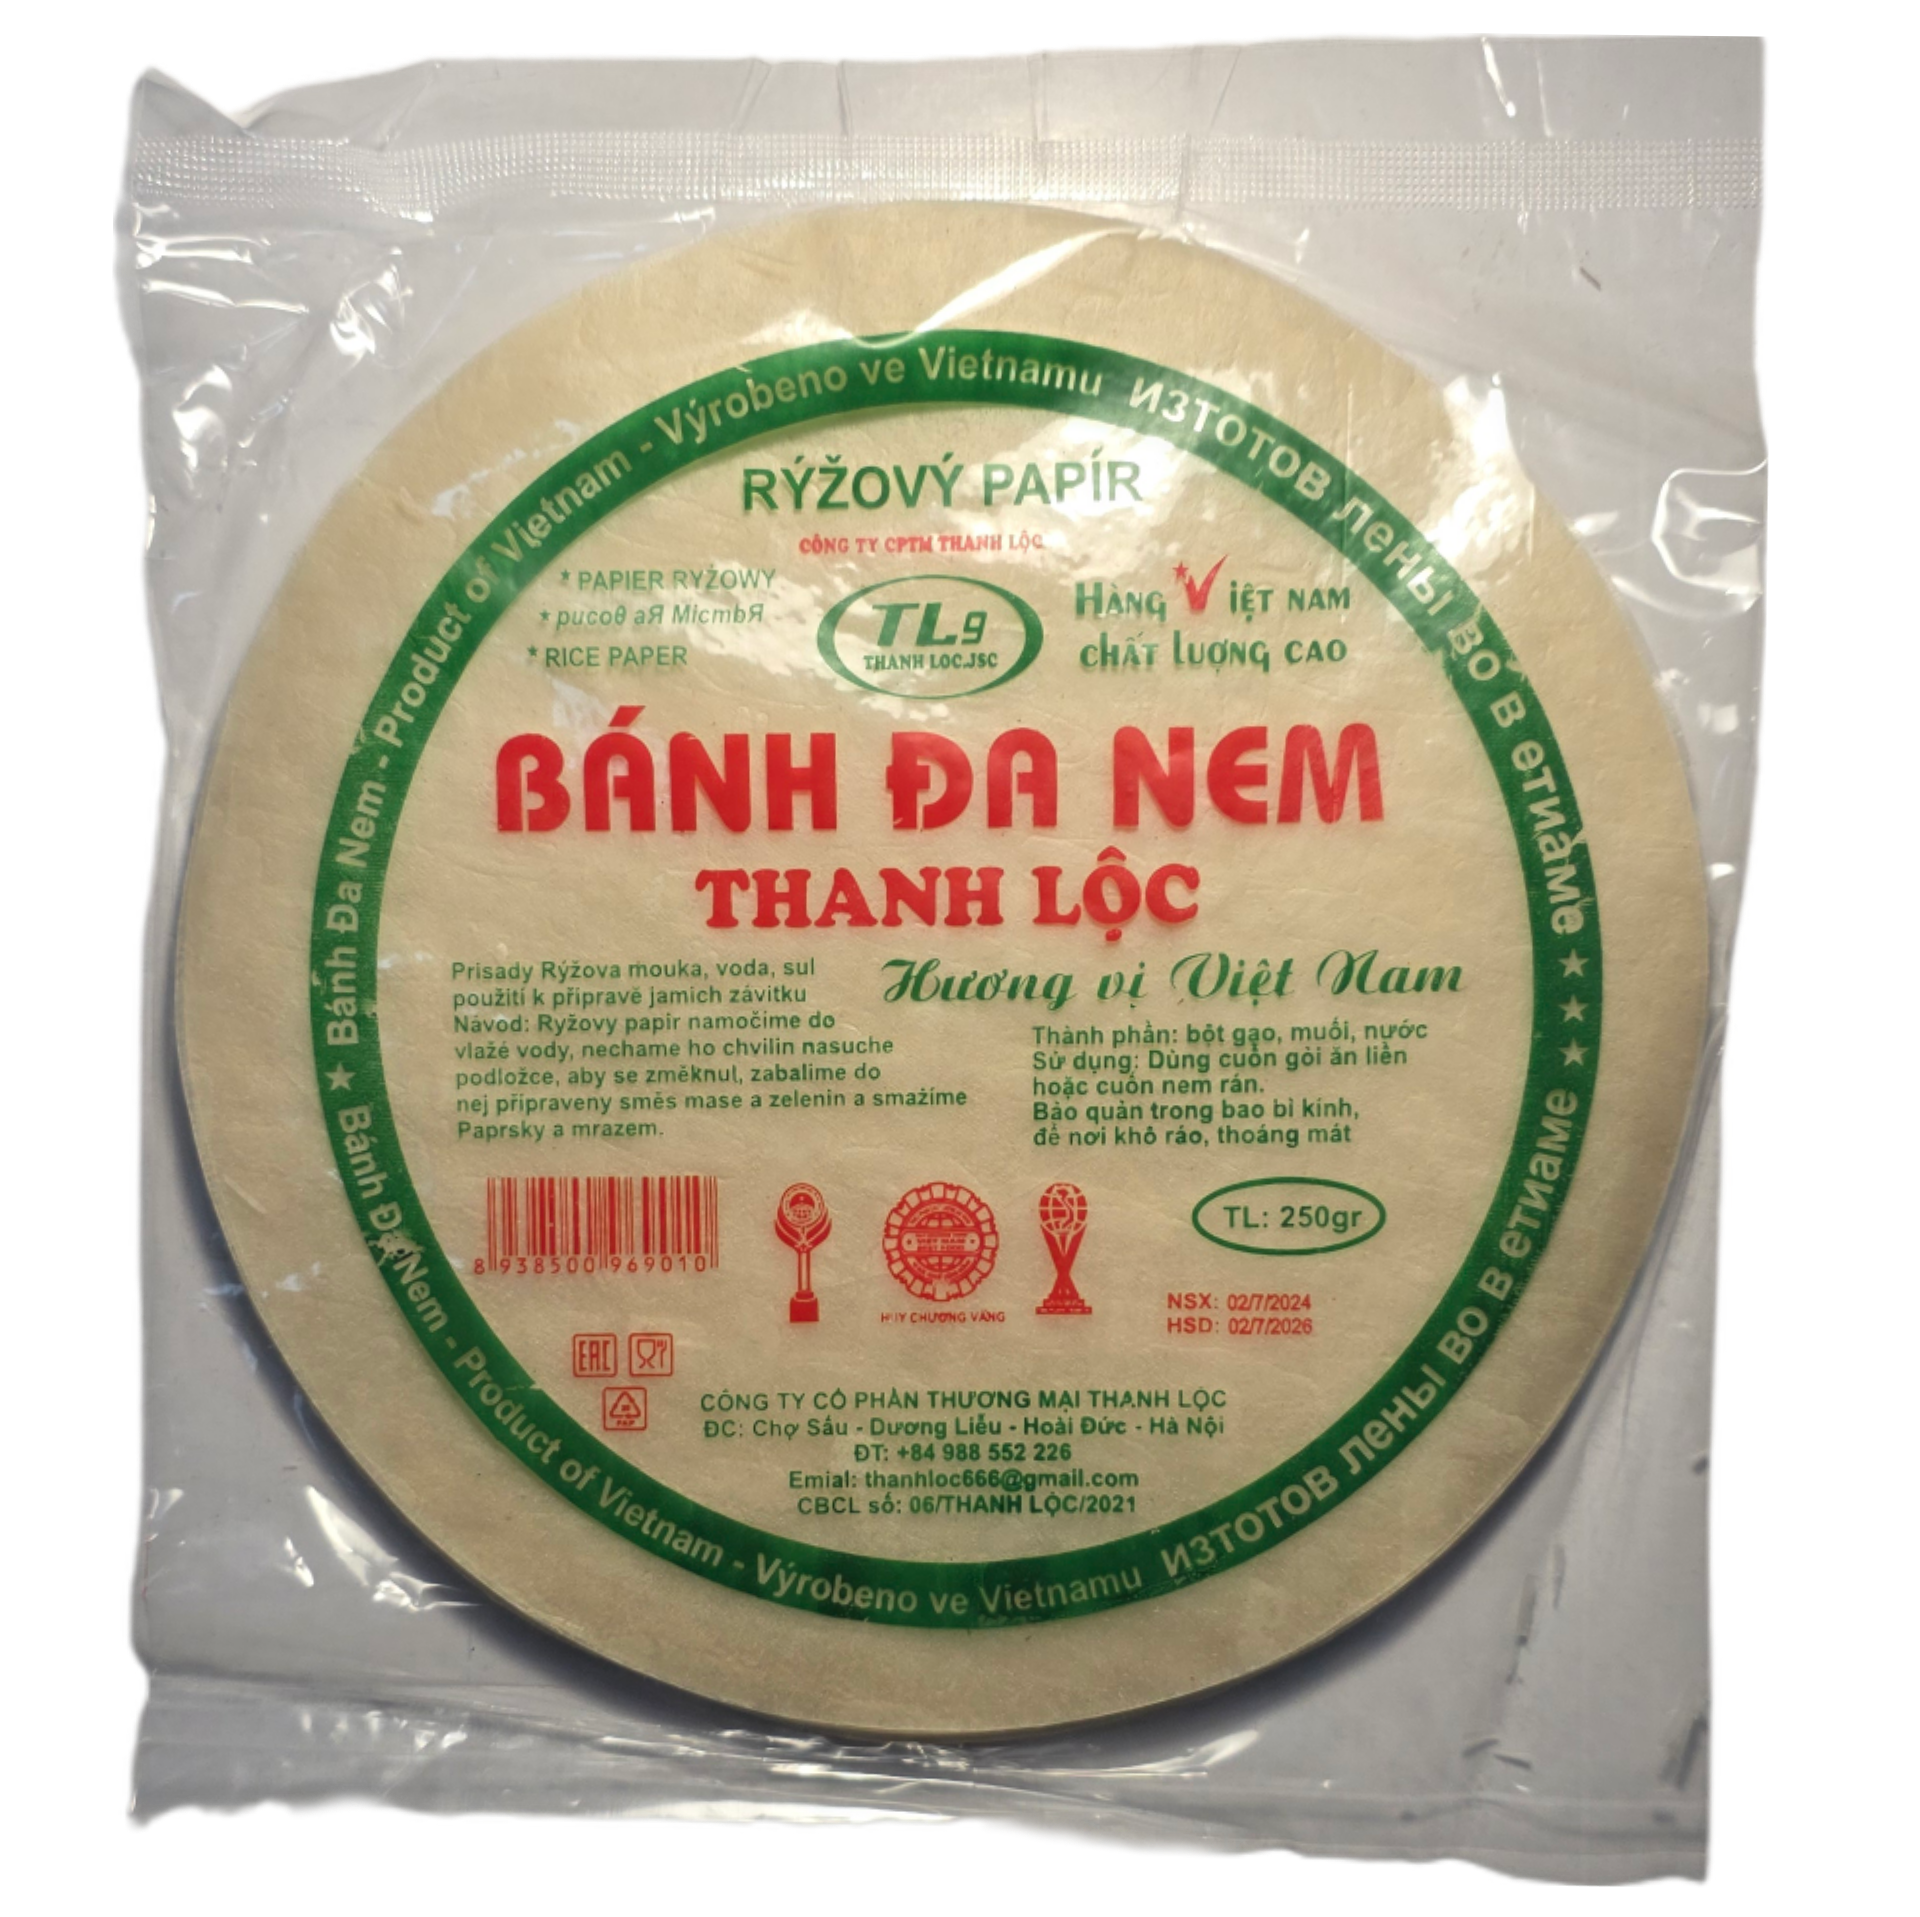 ★ Bánh Đa Nem - Product of Vietnam - Výrobeno ve Vietnamu ИЗТОТОВ ЛЕНЫ ВО В ЕТИАМЕ ★ ★ ★
RÝŽOVÝ PAPÍR
CÔNG TY CPTM THANH LỘC
* PAPIER RYŻOWY
* рисов аЯ МістьЯ
* RICE PAPER
TL9
THANH LOC.JSC
HÀNG VIỆT NAM
CHẤT LƯỢNG CAO
BÁNH ĐA NEM
THANH LỘC
Hương vị Việt Nam
Prisady Rýžova mouka, voda, sul
použití k přípravě jamich závitku
Návod: Ryžovy papir namočíme do
vlažé vody, nechame ho chvilin nasuche
podložce, aby se změknul, zabalíme do
nej připraveny směs mase a zelenin a smažíme
Paprsky a mrazem.
Thành phần: bột gạo, muối, nước
Sử dụng: Dùng cuốn gỏi ăn liền
hoặc cuốn nem rán.
Bảo quản trong bao bì kính,
để nơi khô ráo, thoáng mát
8 938500 969010
HUY CHƯƠNG VÀNG
TL: 250gr
NSX: 02/7/2024
HSD: 02/7/2026
EAC
PAP
CÔNG TY CỔ PHẦN THƯƠNG MẠI THANH LỘC
ĐC: Chợ Sấu - Dương Liễu - Hoài Đức - Hà Nội
ĐT: +84 988 552 226
Emial: thanhloc666@gmail.com
CBCL số: 06/THANH LỘC/2021
Bánh Đa Nem - Product of Vietnam - Výrobeno ve Vietnamu ИЗТОТОВ ЛЕНЫ ВО В ЕТИАМЕ